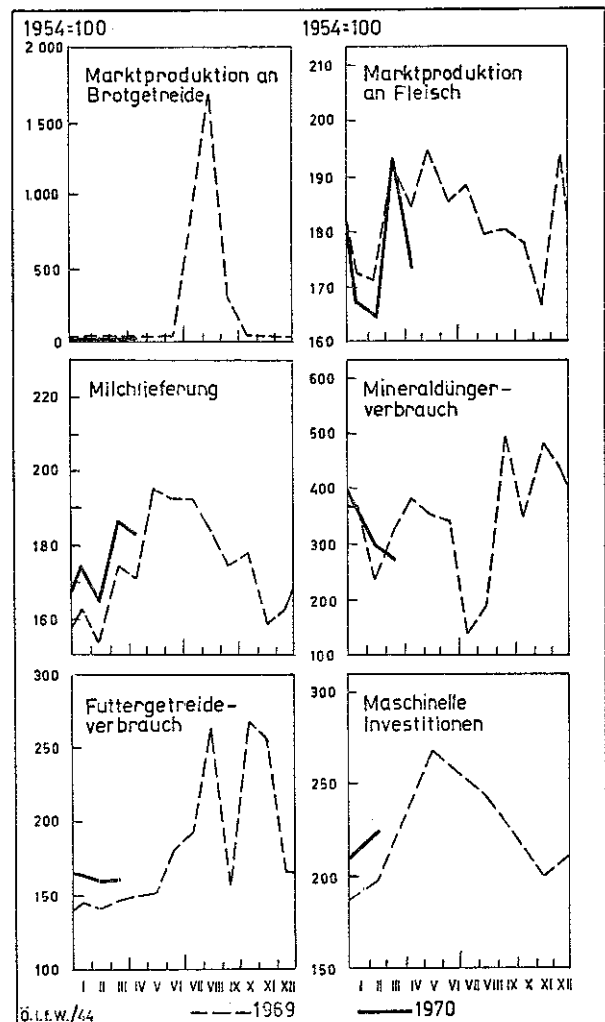 1954=100
1954=100
2 000
1 500
1.000
500
0
Marktproduktion an
Brotgetreide
210
200
190
180
170
160
Marktproduktion
an Fleisch
220
200
180
160
Milchlieferung
600
500
400
300
200
100
Mineraldünger-
verbrauch
300
250
200
150
100
Futtergetreide-
verbrauch
300
250
200
150
Maschinelle
Investitionen
I II III IV V VI VII VIII IX X XI XII
I II III IV V VI VII VIII IX X XI XII
Ö.I.f.W./44
1969
1970